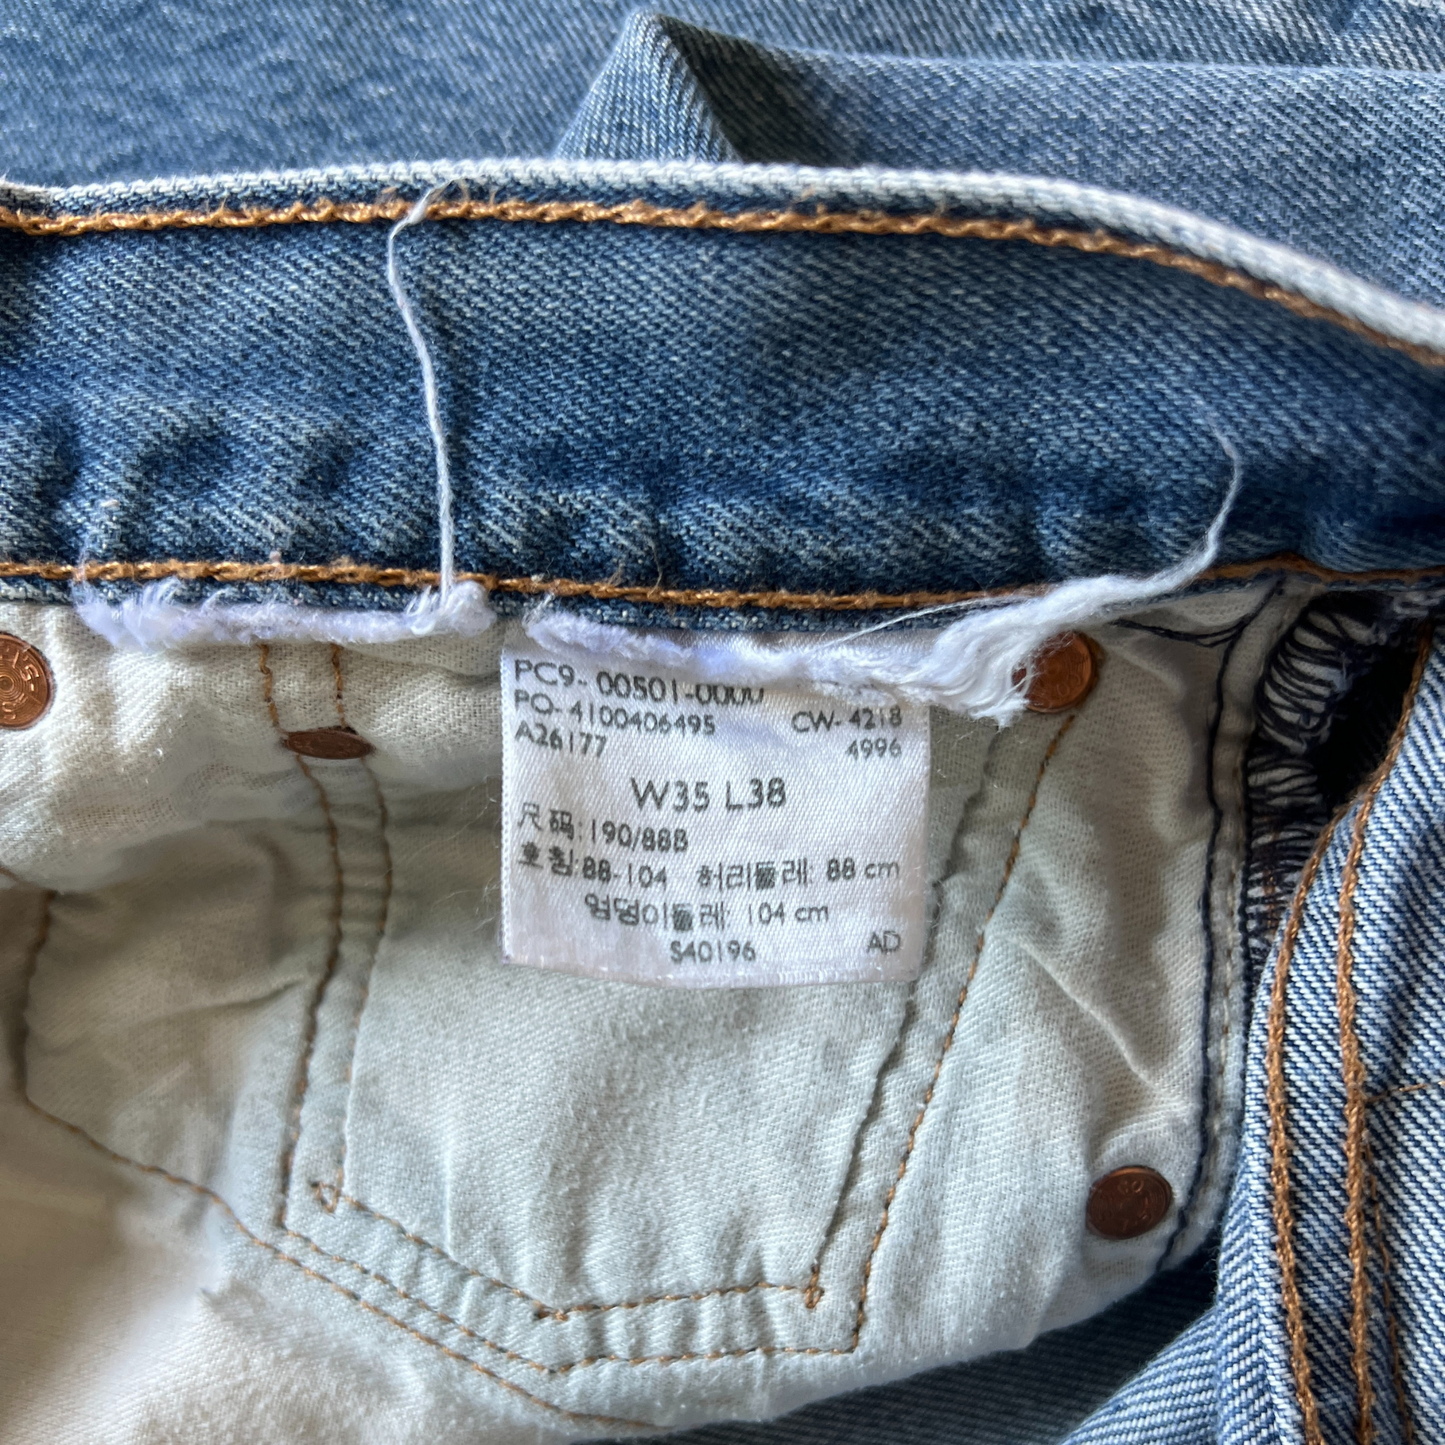 PC9- 00501-0000
PO- 4100406495 CW- 4218
A26177 4996
W35 L38
尺码: 190/88B
호칭: 88-104 허리둘레: 88 cm
엉덩이둘레: 104 cm
S40196 AD